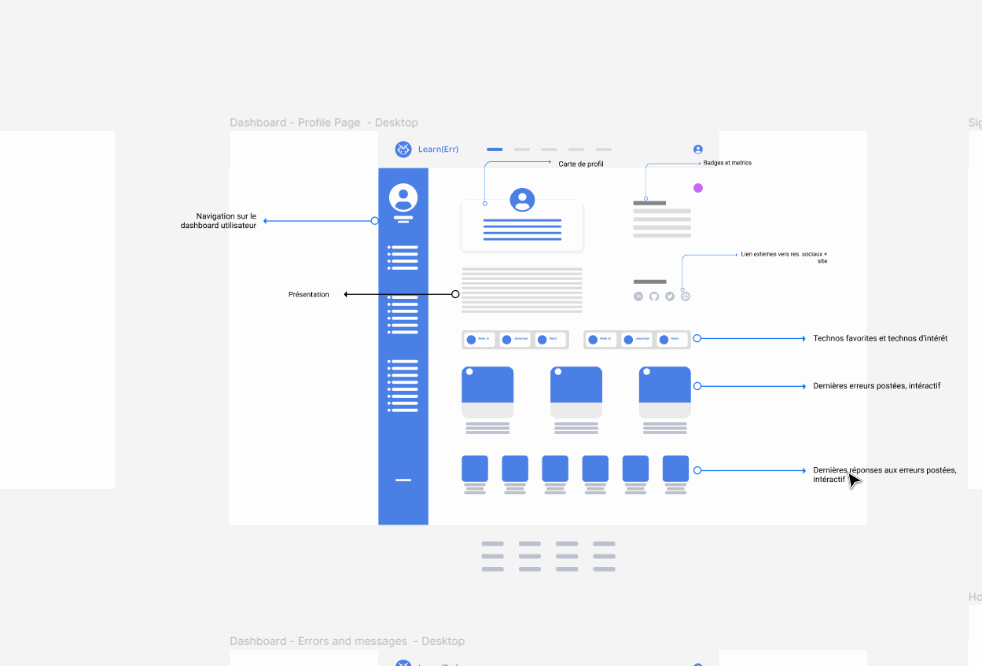 Dashboard - Profile Page - Desktop
Sig
Learn(Err)
Carte de profil
Badges et metrics
Navigation sur le
dashboard utilisateur
Lien externes vers res. sociaux +
site
Présentation
Technos favorites et technos d'intérêt
Dernières erreurs postées, intéractif
Dernières réponses aux erreurs postées,
intéractif
Ho
Dashboard - Errors and messages - Desktop
Learn(Err)